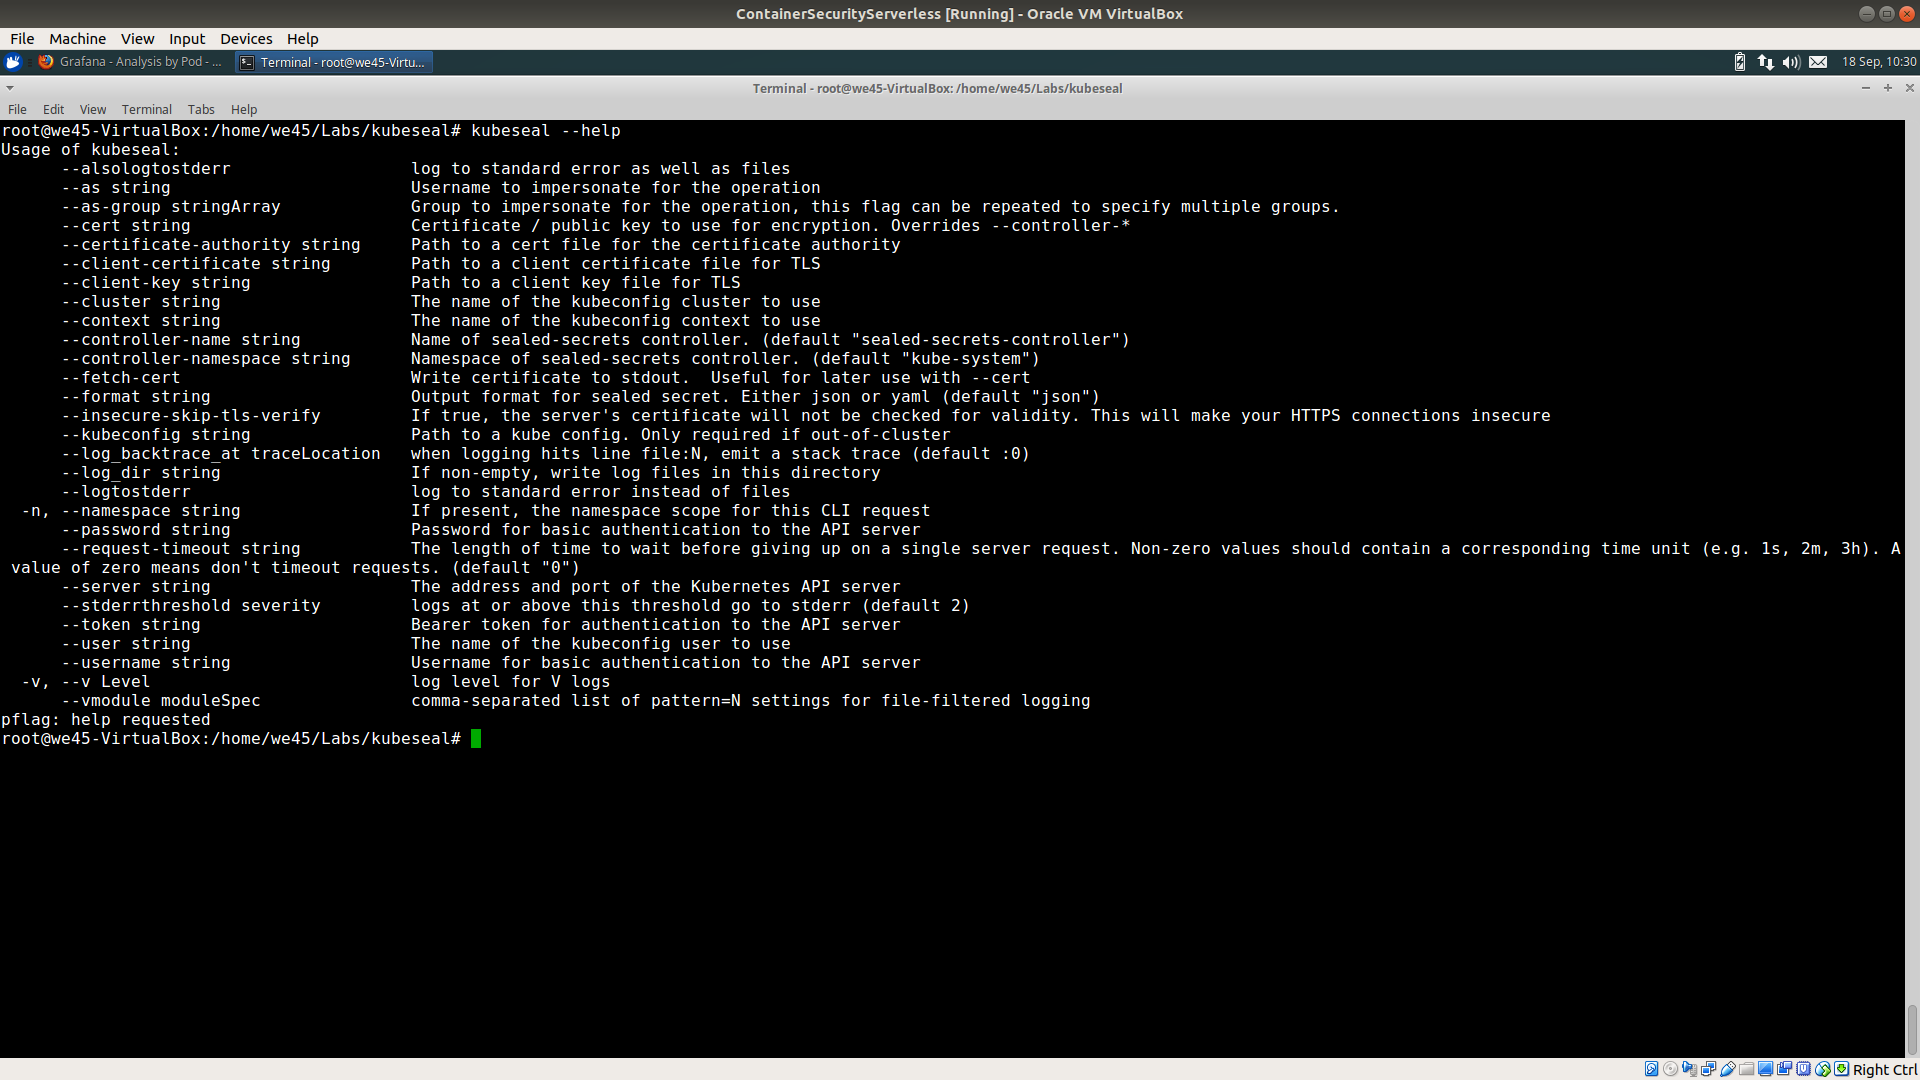 ContainerSecurityServerless [Running] - Oracle VM VirtualBox
File Machine View Input Devices Help
Grafana - Analysis by Pod - ... Terminal - root@we45-Virtu... 18 Sep, 10:30
Terminal - root@we45-VirtualBox: /home/we45/Labs/kubeseal
File Edit View Terminal Tabs Help
root@we45-VirtualBox:/home/we45/Labs/kubeseal# kubeseal --help
Usage of kubeseal:
--alsologtostderr log to standard error as well as files
--as string Username to impersonate for the operation
--as-group stringArray Group to impersonate for the operation, this flag can be repeated to specify multiple groups.
--cert string Certificate / public key to use for encryption. Overrides --controller-*
--certificate-authority string Path to a cert file for the certificate authority
--client-certificate string Path to a client certificate file for TLS
--client-key string Path to a client key file for TLS
--cluster string The name of the kubeconfig cluster to use
--context string The name of the kubeconfig context to use
--controller-name string Name of sealed-secrets controller. (default "sealed-secrets-controller")
--controller-namespace string Namespace of sealed-secrets controller. (default "kube-system")
--fetch-cert Write certificate to stdout.  Useful for later use with --cert
--format string Output format for sealed secret. Either json or yaml (default "json")
--insecure-skip-tls-verify If true, the server's certificate will not be checked for validity. This will make your HTTPS connections insecure
--kubeconfig string Path to a kube config. Only required if out-of-cluster
--log_backtrace_at traceLocation when logging hits line file:N, emit a stack trace (default :0)
--log_dir string If non-empty, write log files in this directory
--logtostderr log to standard error instead of files
-n, --namespace string If present, the namespace scope for this CLI request
--password string Password for basic authentication to the API server
--request-timeout string The length of time to wait before giving up on a single server request. Non-zero values should contain a corresponding time unit (e.g. 1s, 2m, 3h). A
value of zero means don't timeout requests. (default "0")
--server string The address and port of the Kubernetes API server
--stderrthreshold severity logs at or above this threshold go to stderr (default 2)
--token string Bearer token for authentication to the API server
--user string The name of the kubeconfig user to use
--username string Username for basic authentication to the API server
-v, --v Level log level for V logs
--vmodule moduleSpec comma-separated list of pattern=N settings for file-filtered logging
pflag: help requested
root@we45-VirtualBox:/home/we45/Labs/kubeseal#
Right Ctrl